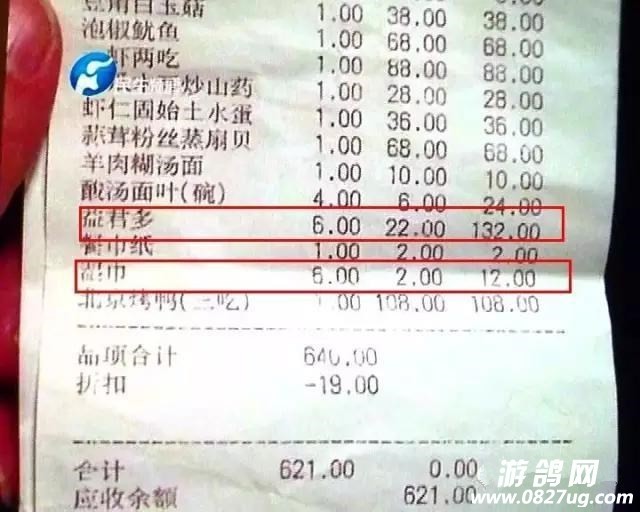 泡椒鱿鱼 1.00 38.00 38.00
虾两吃 1.00 68.00 68.00
炒山药 1.00 88.00 88.00
虾仁固始土水蛋 1.00 28.00 28.00
蒜茸粉丝蒸扇贝 1.00 36.00 36.00
羊肉糊汤面 1.00 68.00 68.00
酸汤面叶(碗) 1.00 10.00 10.00
益君多 4.00 6.00 24.00
6.00 22.00 132.00
餐巾纸 1.00 2.00 2.00
湿巾 6.00 2.00 12.00
北京烤鸭(三吃) 1.00 108.00 108.00
品项合计 640.00
折扣 -19.00
合计 621.00 0.00
应收余额 621.00
游鸽网
www.0827ug.com